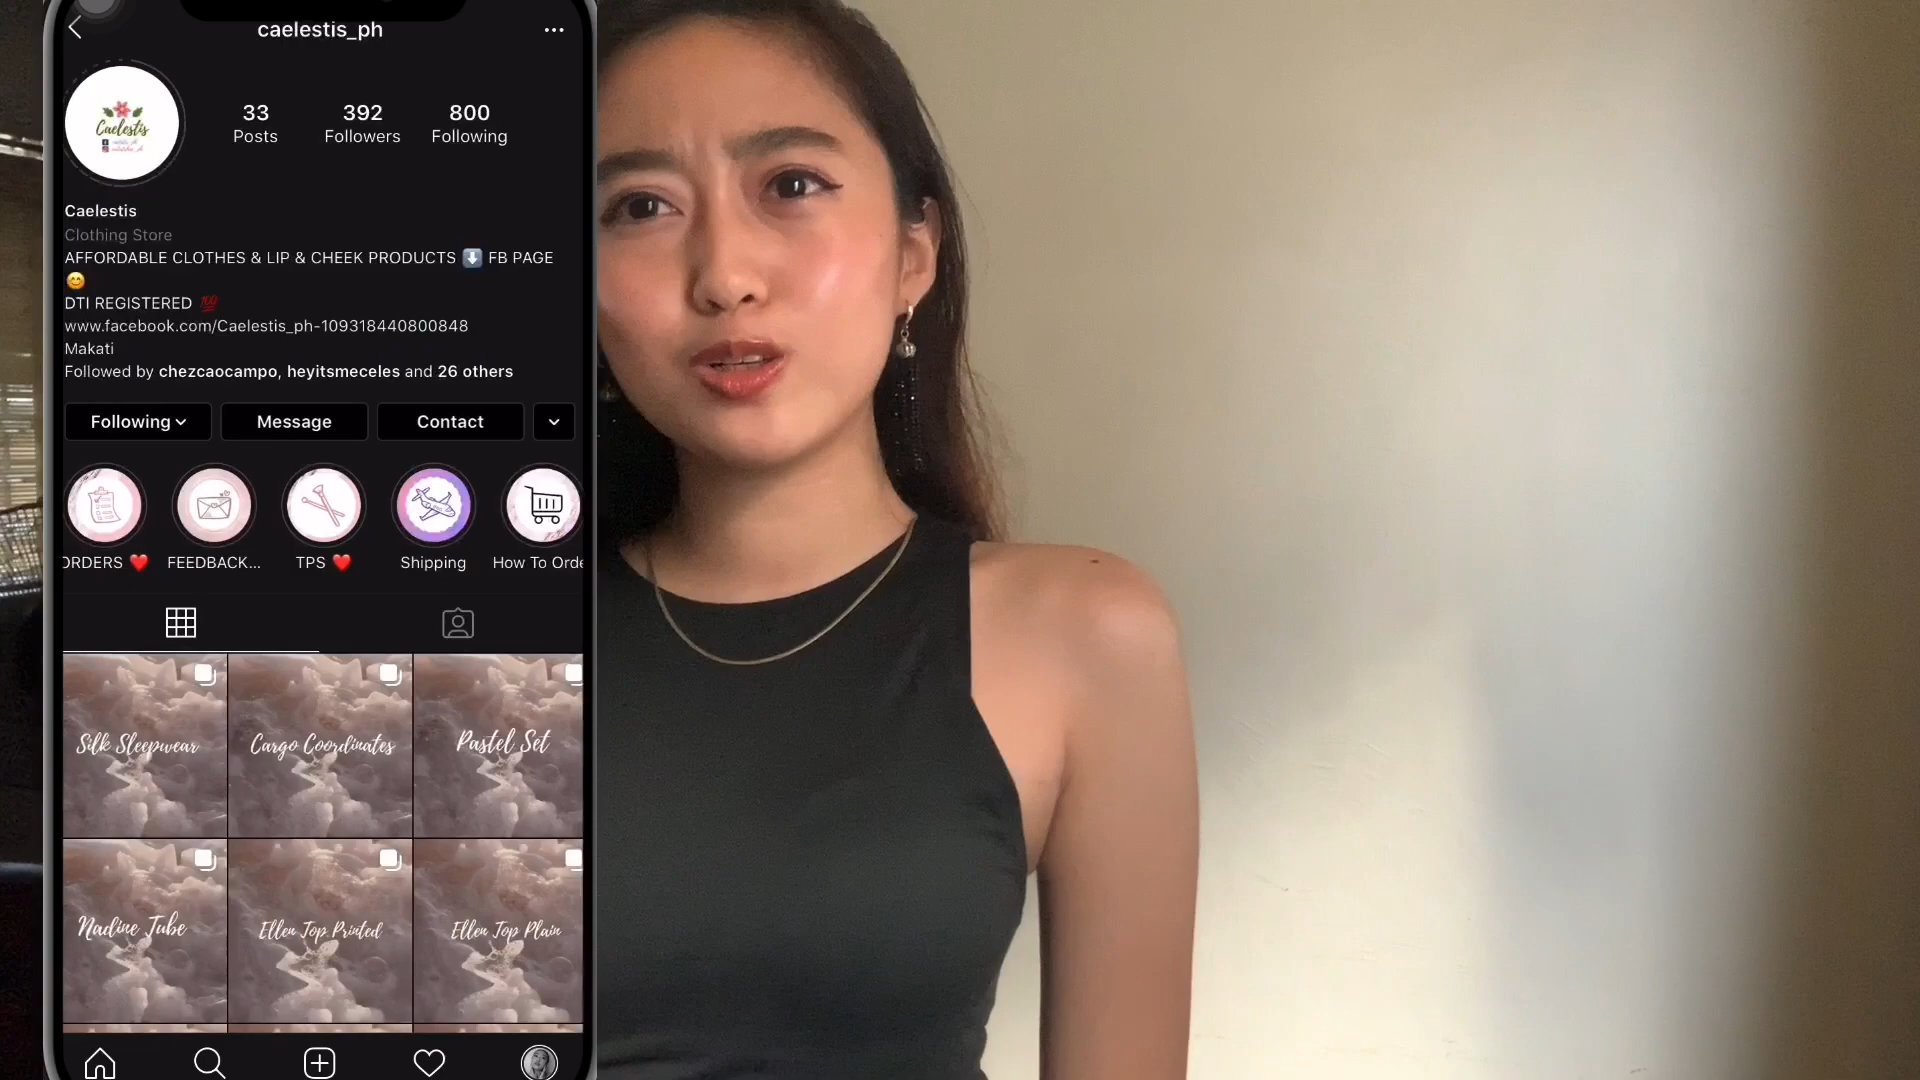 caelestis_ph
Caelestis
33
Posts
392
Followers
800
Following
Caelestis
Clothing Store
AFFORDABLE CLOTHES & LIP & CHEEK PRODUCTS ⬇️ FB PAGE
😊
DTI REGISTERED 💯
www.facebook.com/Caelestis_ph-109318440800848
Makati
Followed by chezcaocampo, heyitsmeceles and 26 others
Following
Message
Contact
ORDERS ❤️
FEEDBACK...
TPS ❤️
Shipping
How To Orde
Silk Sleepwear
Cargo Coordinates
Pastel Set
Nadine Tube
Ellen Top Printed
Ellen Top Plain